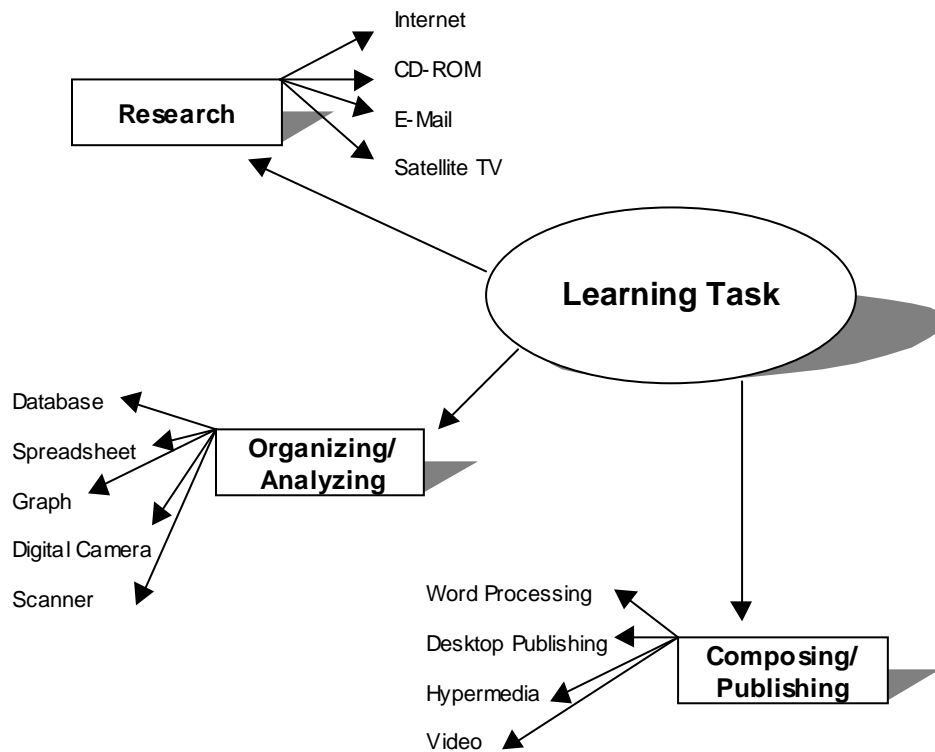 Internet
CD-ROM
Research
E-Mail
Satellite TV
Learning Task
Database
Spreadsheet
Graph
Digital Camera
Scanner
Organizing/
Analyzing
Word Processing
Desktop Publishing
Hypermedia
Video
Composing/
Publishing